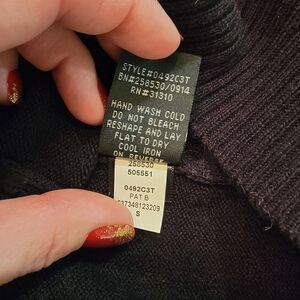 STYLE#0492C3T
BN#258530/0914
RN#31310
HAND WASH COLD
DO NOT BLEACH
RESHAPE AND LAY
FLAT TO DRY
COOL IRON
ON REVERSE
258530
505551
0492C3T
PAT B
737348123209
S